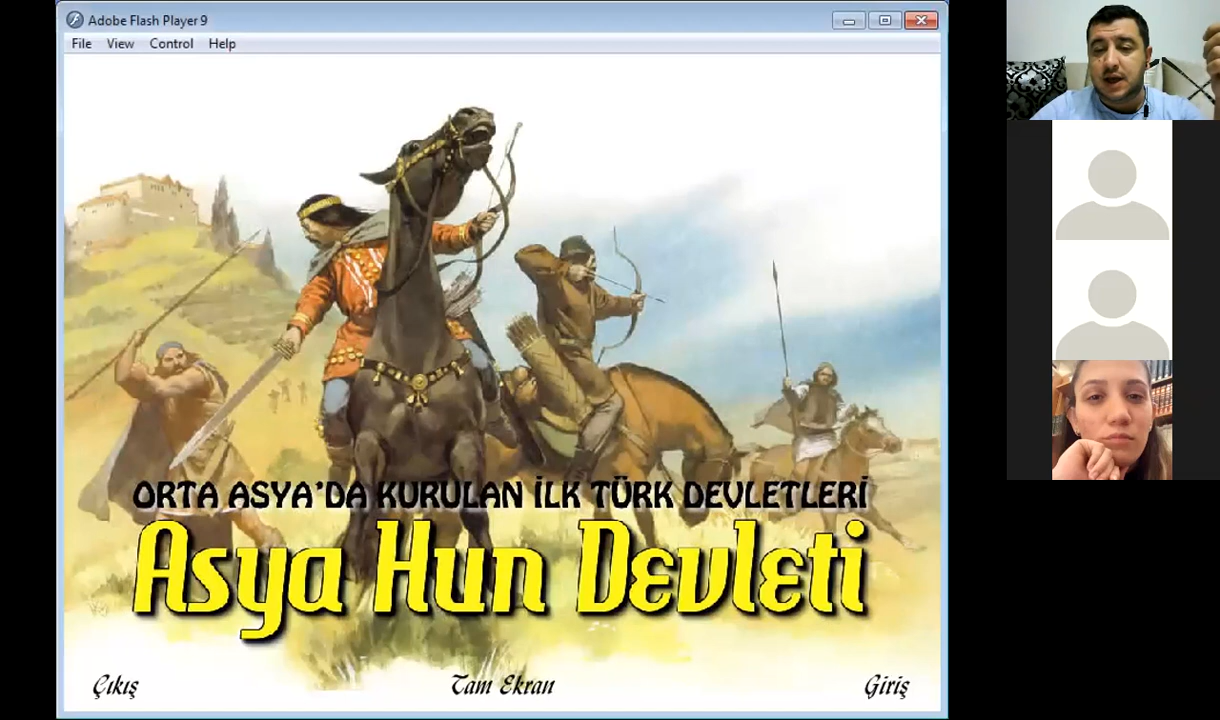 Adobe Flash Player 9
File View Control Help
ORTA ASYA'DA KURULAN İLK TÜRK DEVLETLERİ
Asya Hun Devleti
Çıkış Tam Ekran Giriş